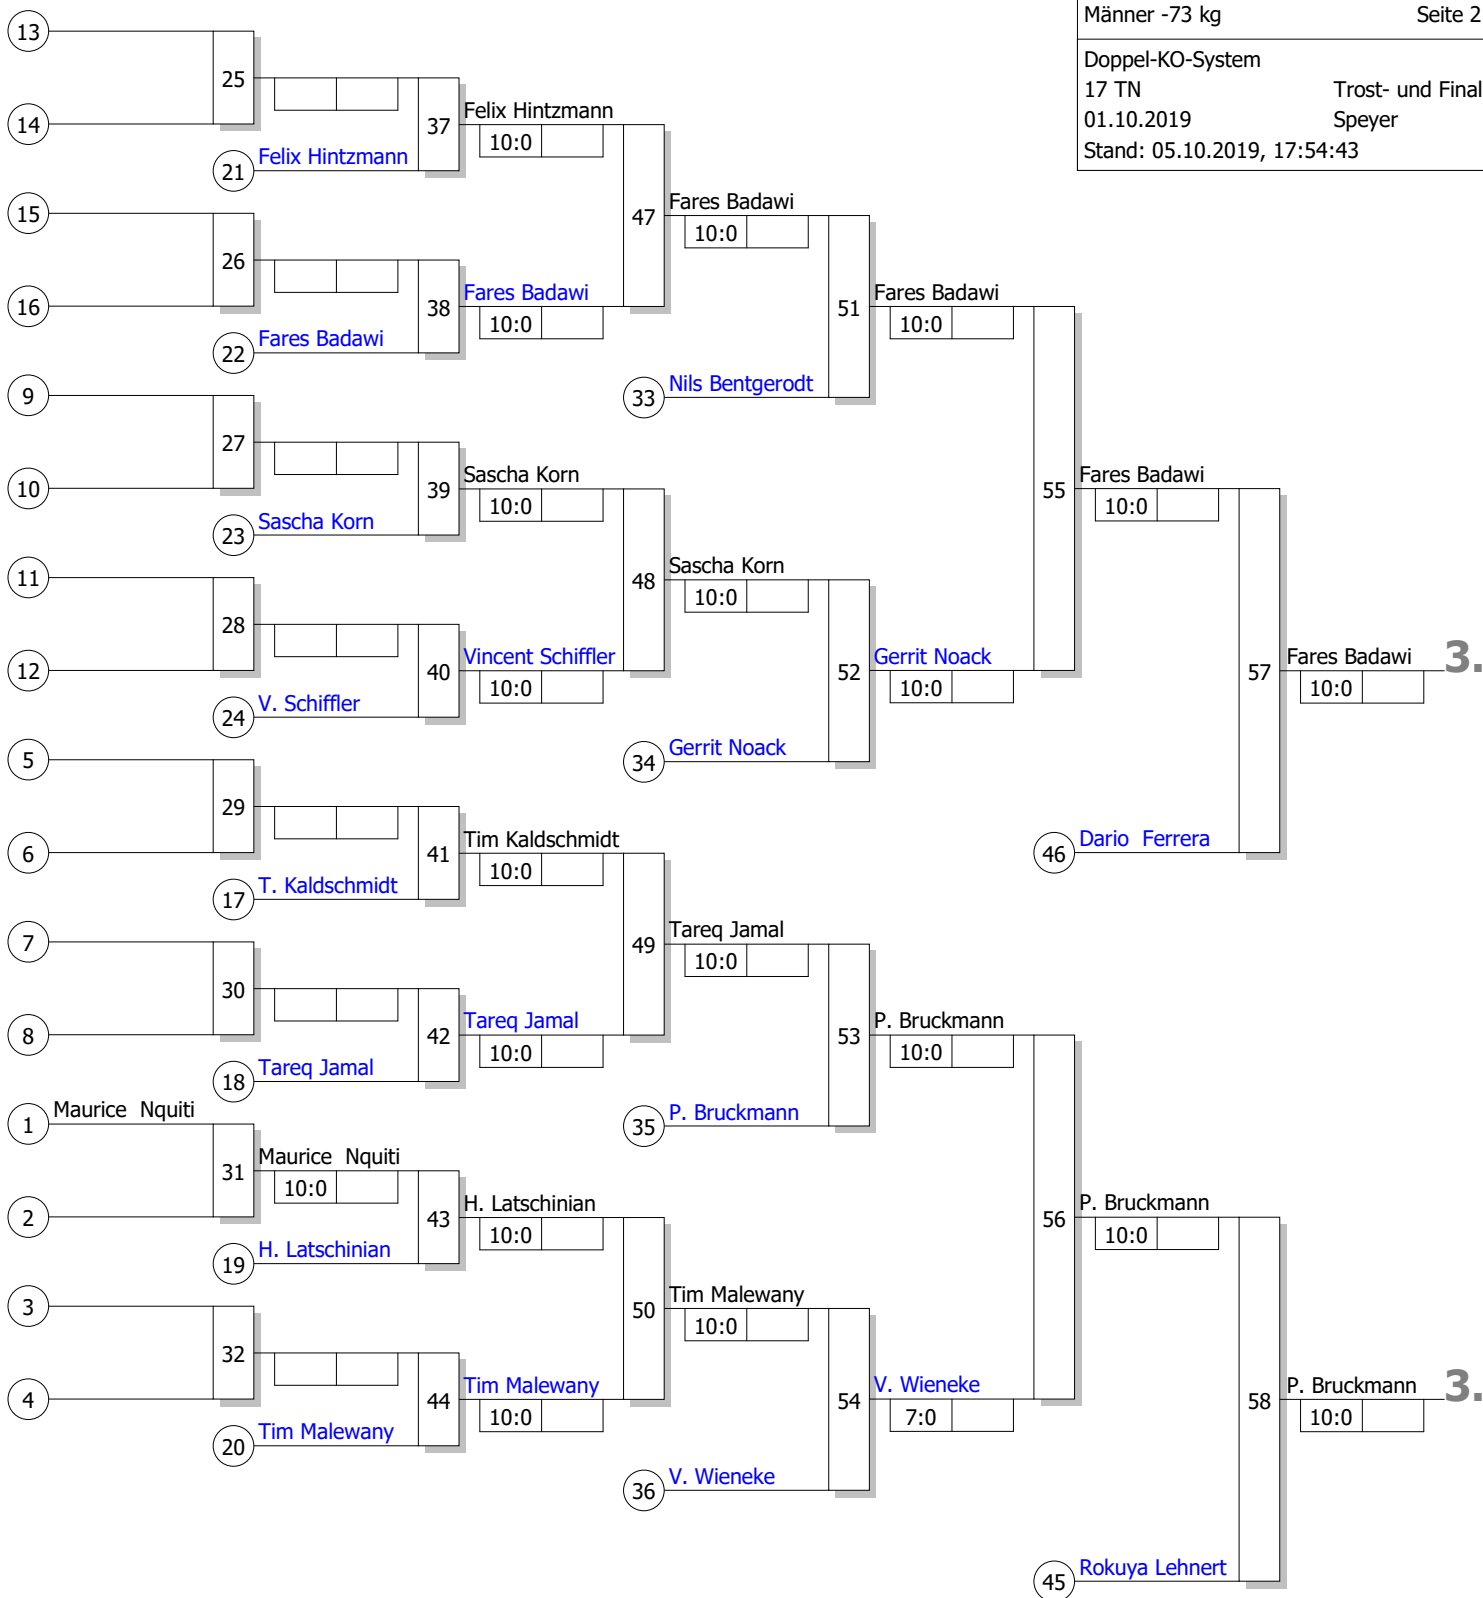 Männer -73 kg Seite 2
Doppel-KO-System
17 TN Trost- und Final
01.10.2019 Speyer
Stand: 05.10.2019, 17:54:43
13
25
14
37
Felix Hintzmann
10:0
21 Felix Hintzmann
15
47
Fares Badawi
10:0
26
16
38
Fares Badawi
10:0
22 Fares Badawi
51
Fares Badawi
10:0
33 Nils Bentgerodt
9
27
10
39
Sascha Korn
10:0
23 Sascha Korn
55
Fares Badawi
10:0
11
48
Sascha Korn
10:0
28
12
40
Vincent Schiffler
10:0
24 V. Schiffler
52
Gerrit Noack
10:0
34 Gerrit Noack
57
Fares Badawi
10:0
3.
5
29
6
41
Tim Kaldschmidt
10:0
17 T. Kaldschmidt
46 Dario Ferrera
7
49
Tareq Jamal
10:0
30
8
42
Tareq Jamal
10:0
18 Tareq Jamal
53
P. Bruckmann
10:0
35 P. Bruckmann
1 Maurice Nquiti
31
Maurice Nquiti
10:0
2
43
H. Latschinian
10:0
19 H. Latschinian
56
P. Bruckmann
10:0
3
50
Tim Malewany
10:0
32
4
44
Tim Malewany
10:0
20 Tim Malewany
54
V. Wieneke
7:0
36 V. Wieneke
58
P. Bruckmann
10:0
3.
45 Rokuya Lehnert